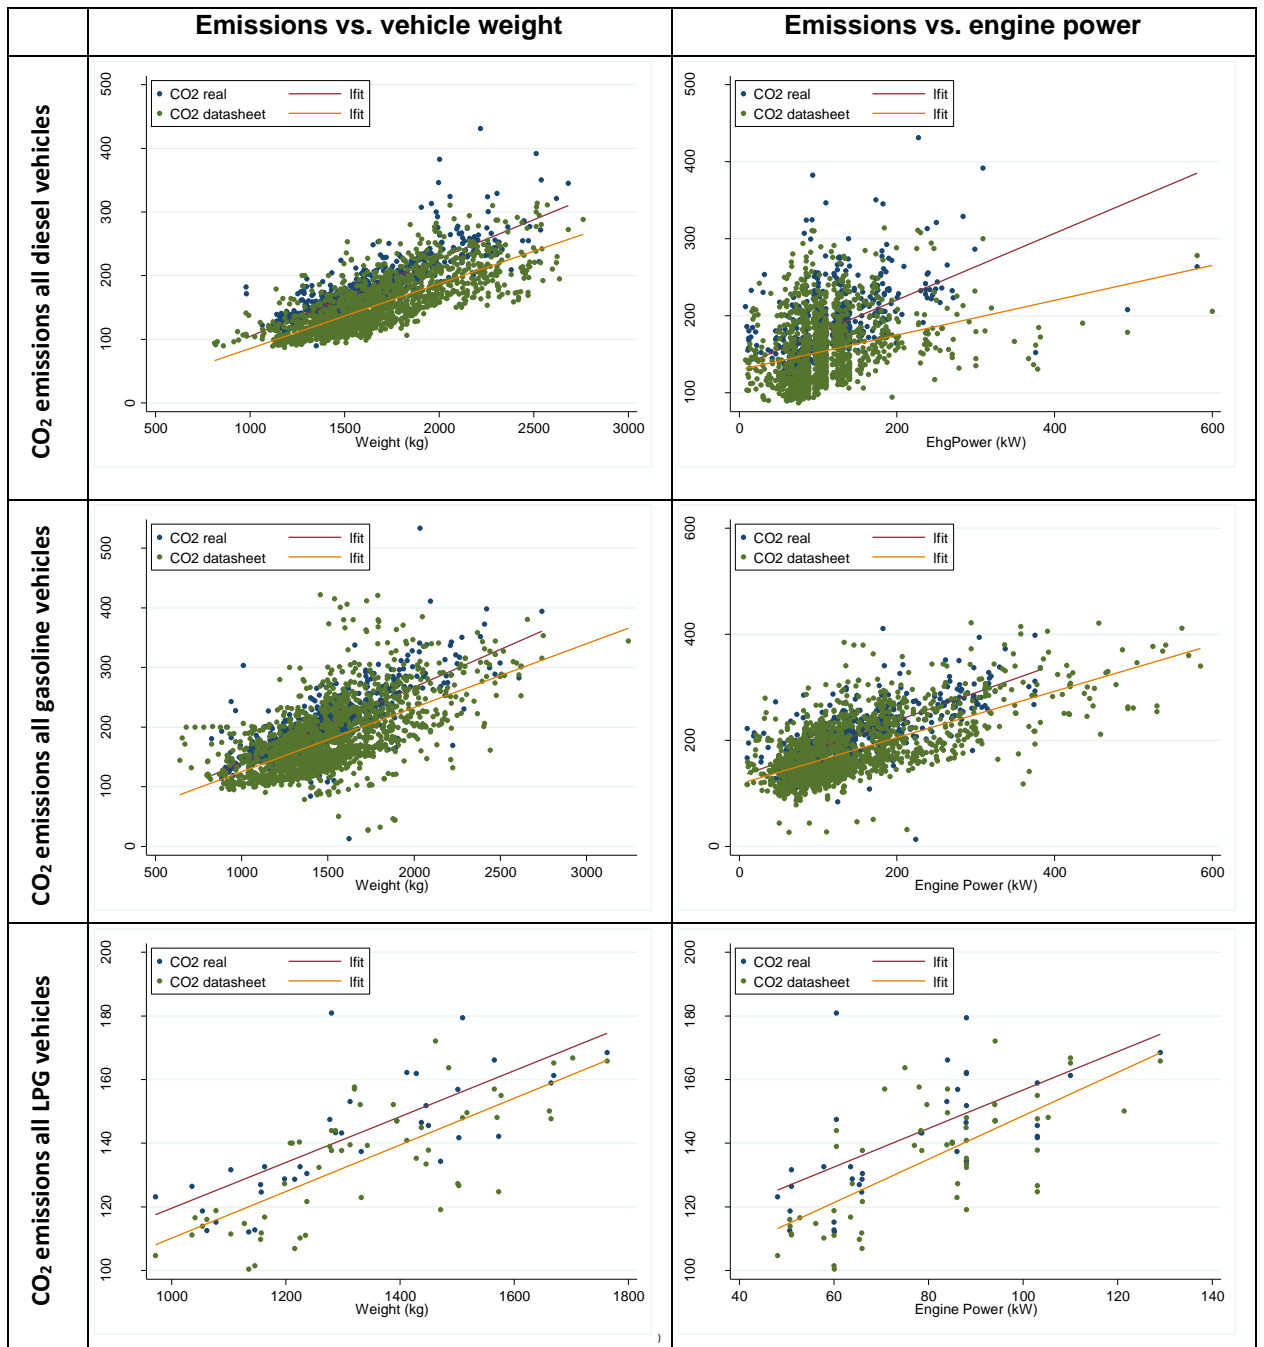 Emissions vs. vehicle weight
Emissions vs. engine power
CO₂ emissions all diesel vehicles
CO2 real lfit
CO2 datasheet lfit
500
400
300
200
100
0
500 1000 1500 2000 2500 3000
Weight (kg)
CO2 real lfit
CO2 datasheet lfit
500
400
300
200
100
0 200 400 600
EhgPower (kW)
CO₂ emissions all gasoline vehicles
CO2 real lfit
CO2 datasheet lfit
500
400
300
200
100
0
500 1000 1500 2000 2500 3000
Weight (kg)
CO2 real lfit
CO2 datasheet lfit
600
400
200
0
0 200 400 600
Engine Power (kW)
CO₂ emissions all LPG vehicles
CO2 real lfit
CO2 datasheet lfit
200
180
160
140
120
100
1000 1200 1400 1600 1800
Weight (kg)
)
CO2 real lfit
CO2 datasheet lfit
200
180
160
140
120
100
40 60 80 100 120 140
Engine Power (kW)